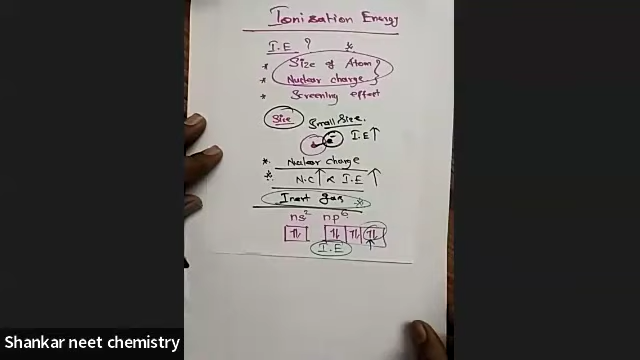 Ionization Energy
I.E ? *
* Size of Atom }
* Nuclear charge }
* Screening effect
Size Small Size.
I.E ↑
* Nuclear charge
* N.C ↑ ∝ I.E ↑
Inert gas *
ns² np⁶
↑↓ ↑↓ ↑↓ ↑↓
I.E ↑
Shankar neet chemistry